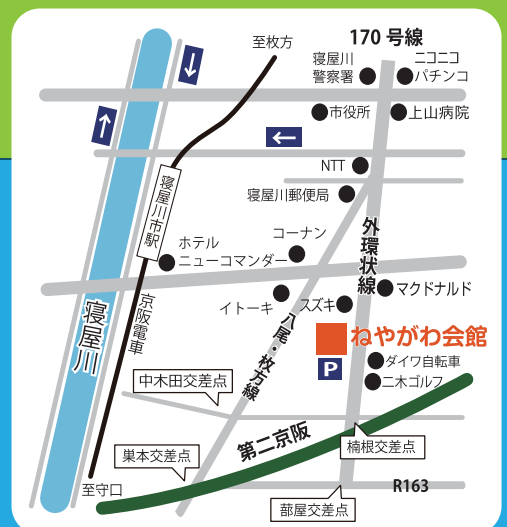 170号線
至枚方
寝屋川
警察署
ニコニコ
パチンコ
市役所
上山病院
NTT
寝屋川郵便局
寝屋川市駅
外環状線
コーナン
ホテル
ニューコマンダー
マクドナルド
イトーキ
スズキ
京阪電車
寝屋川
八尾・枚方線
ねやがわ会館
P
ダイワ自転車
二木ゴルフ
中木田交差点
第二京阪
楠根交差点
巣本交差点
至守口
R163
蔀屋交差点